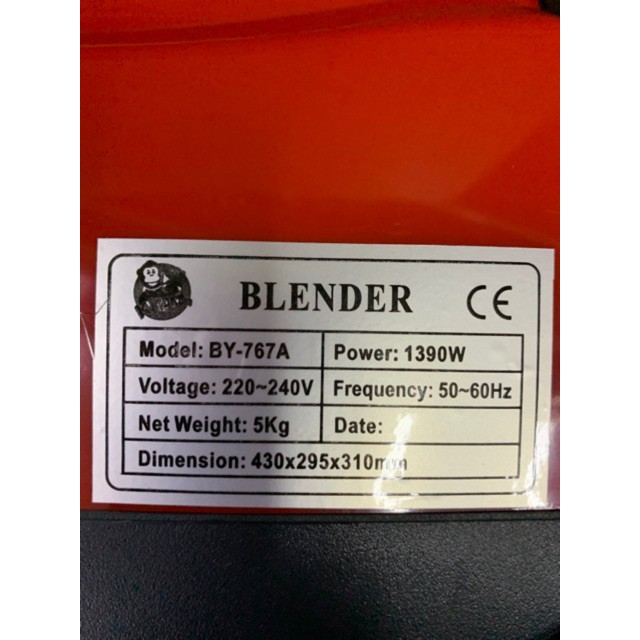 BLENDER CE
Model: BY-767A Power: 1390W
Voltage: 220~240V Frequency: 50~60Hz
Net Weight: 5Kg Date:
Dimension: 430x295x310mm